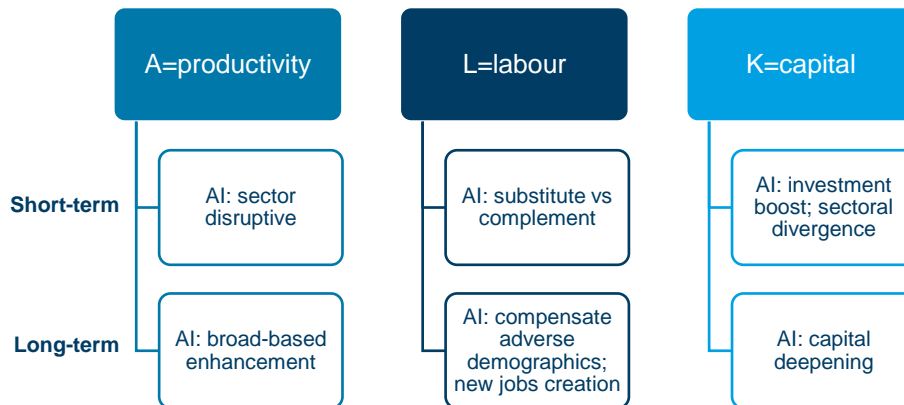 A=productivity
L=labour
K=capital
Short-term
AI: sector
disruptive
AI: substitute vs
complement
AI: investment
boost; sectoral
divergence
Long-term
AI: broad-based
enhancement
AI: compensate
adverse
demographics;
new jobs creation
AI: capital
deepening